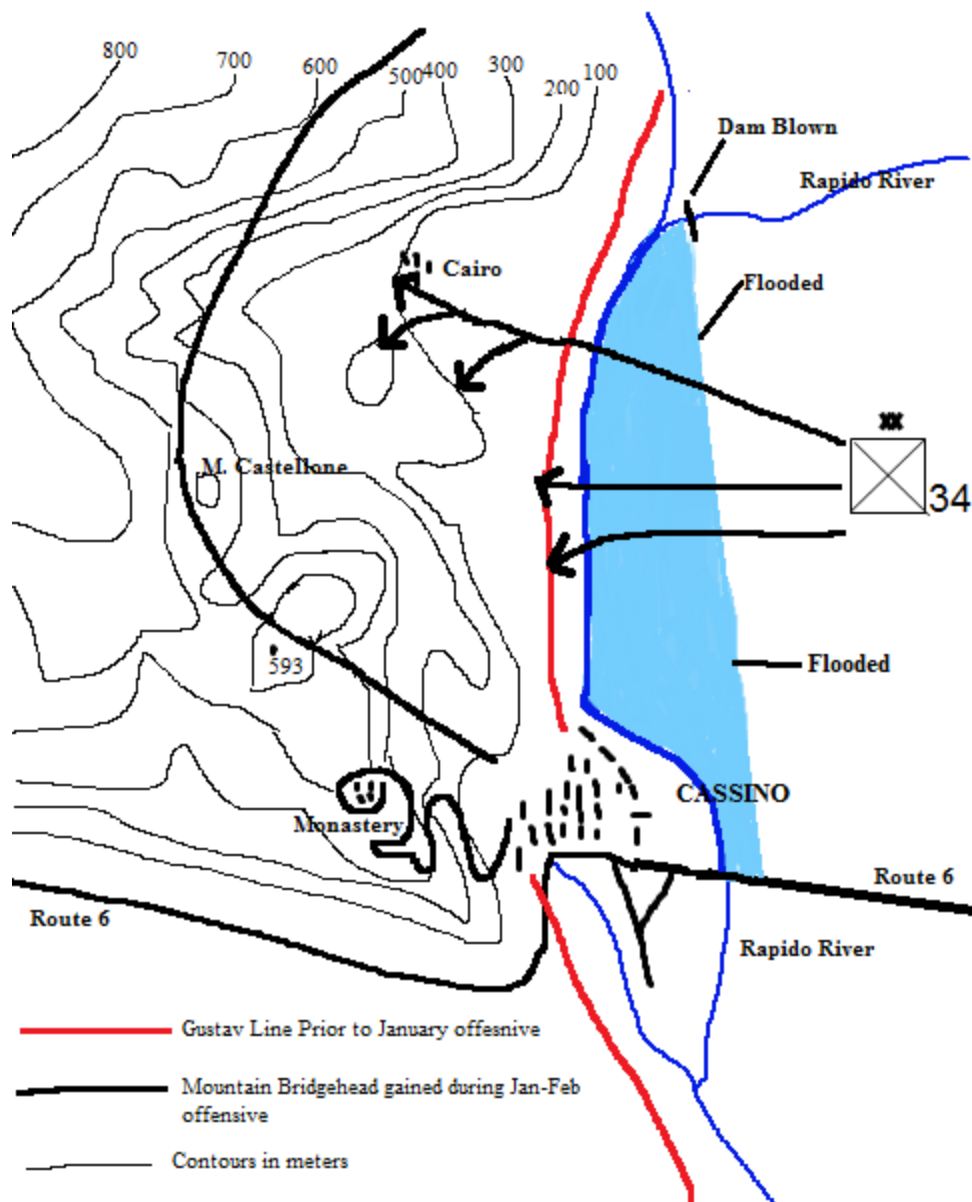 800
700
600
500
400
300
200
100
Dam Blown
Rapido River
Cairo
Flooded
XX
34
M. Castellone
593
Flooded
CASSINO
Monastery
Route 6
Route 6
Rapido River
Gustav Line Prior to January offesnive
Mountain Bridgehead gained during Jan-Feb
offensive
Contours in meters